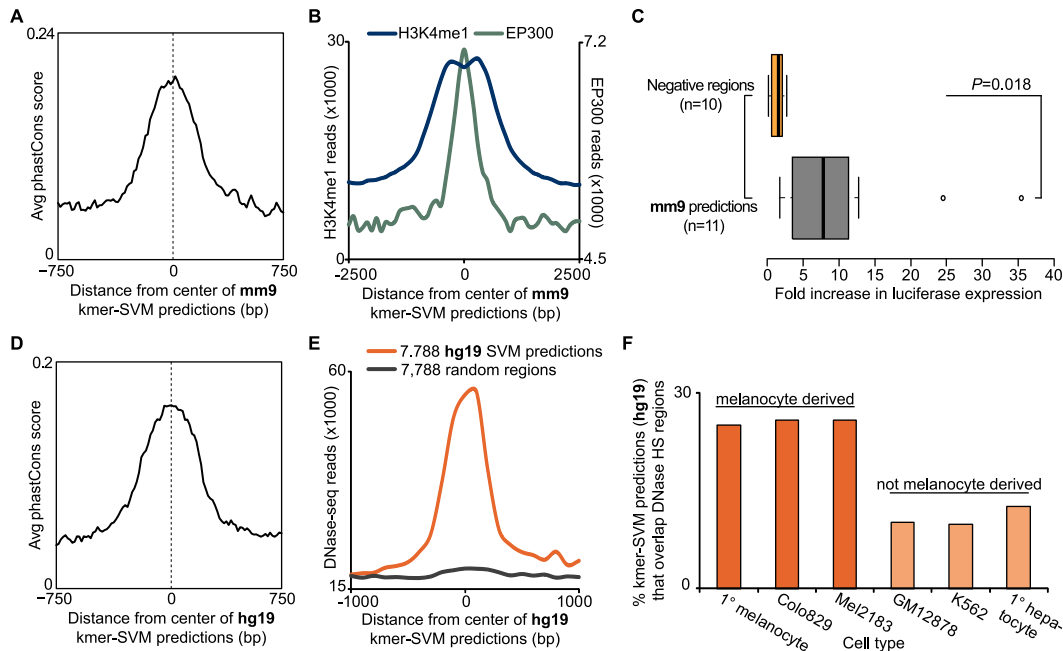 A
0.24
Avg phastCons score
0
−750
0
750
Distance from center of mm9
kmer-SVM predictions (bp)
B
H3K4me1
EP300
30
7.2
H3K4me1 reads (x1000)
EP300 reads (x1000)
0
4.5
-2500
0
2500
Distance from center of mm9
kmer-SVM predictions (bp)
C
Negative regions
(n=10)
P=0.018
mm9 predictions
(n=11)
0
5
10
15
20
25
30
35
40
Fold increase in luciferase expression
D
0.2
Avg phastCons score
0
−750
0
750
Distance from center of hg19
kmer-SVM predictions (bp)
E
7.788 hg19 SVM predictions
7,788 random regions
60
DNase-seq reads (x1000)
15
-1000
0
1000
Distance from center of hg19
kmer-SVM predictions (bp)
F
30
% kmer-SVM predictions (hg19)
that overlap DNase HS regions
0
melanocyte derived
not melanocyte derived
1° melanocyte
Colo829
Mel2183
GM12878
K562
1° hepa-
tocyte
Cell type